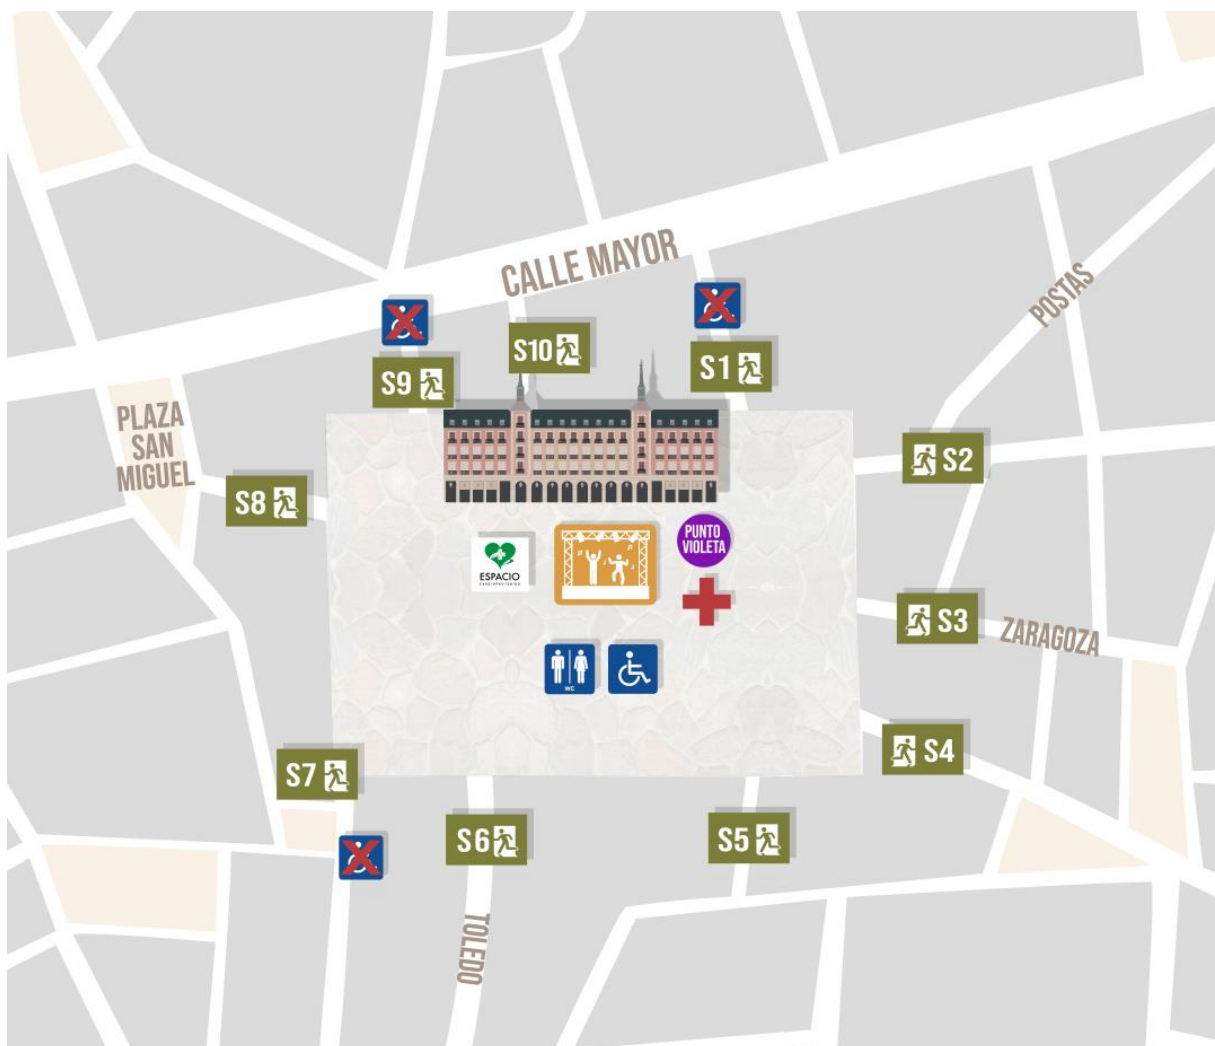 CALLE MAYOR
POSTAS
S10
S1
S9
PLAZA
SAN
MIGUEL
S2
S8
PUNTO
VIOLETA
ESPACIO
CARDIOPROTEGIDO
S3
ZARAGOZA
WC
S4
S7
S6
S5
TOLEDO